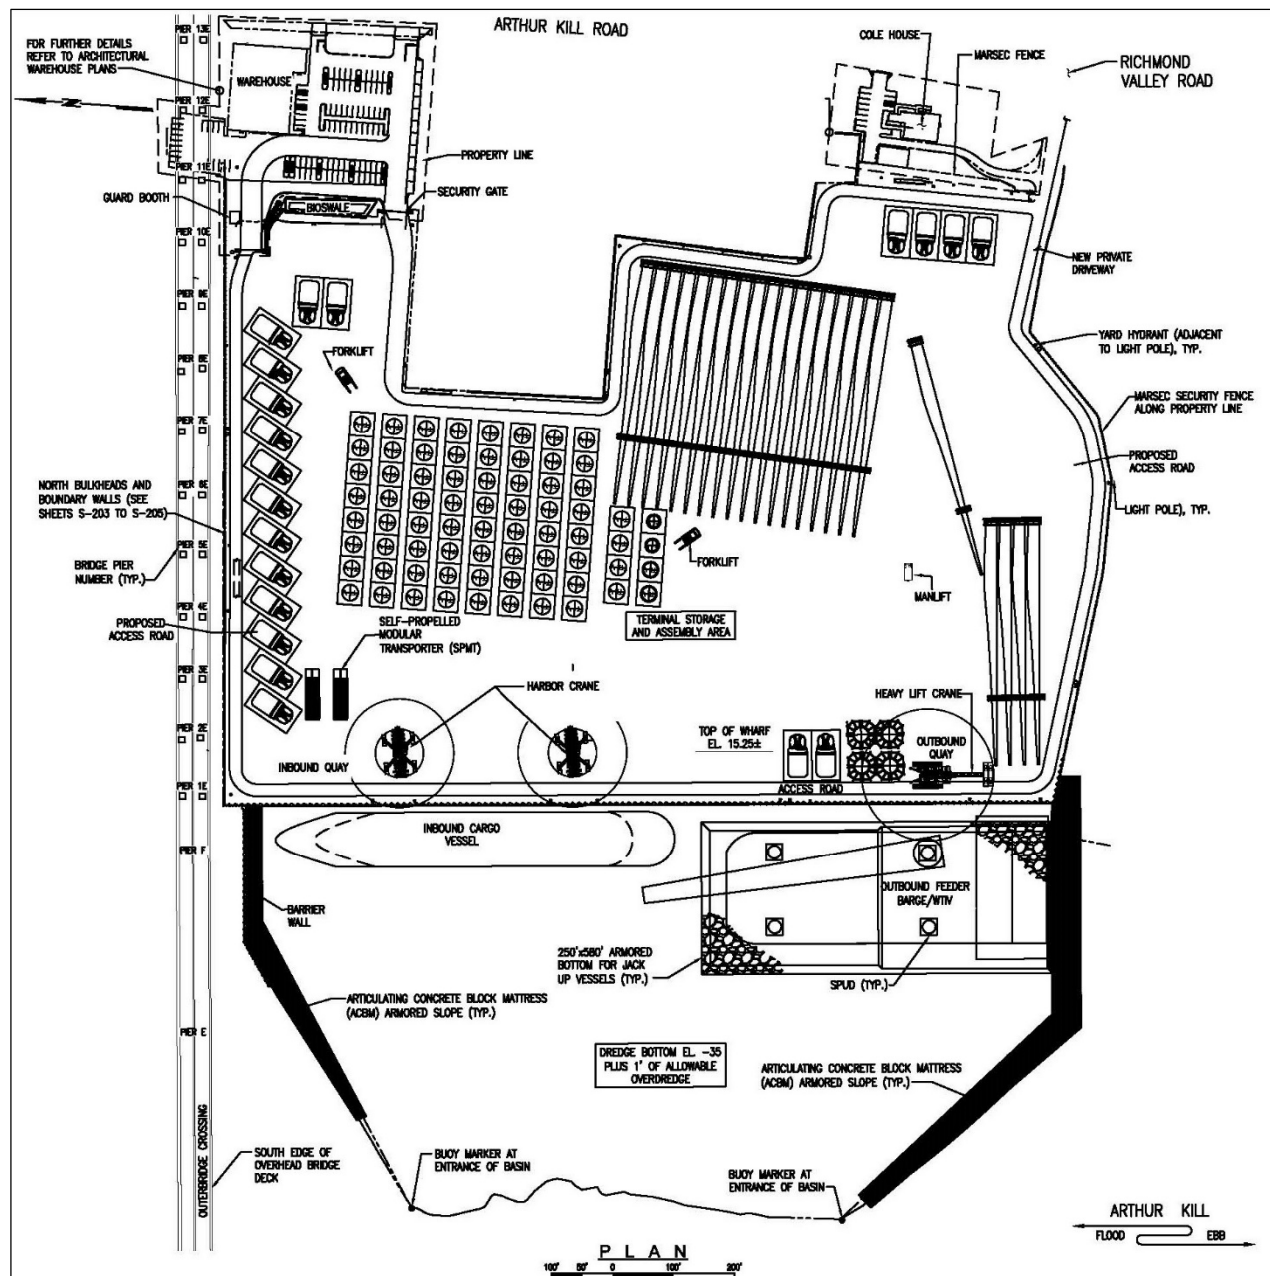 ARTHUR KILL ROAD
PIER 13E
FOR FURTHER DETAILS
REFER TO ARCHITECTURAL
WAREHOUSE PLANS
WAREHOUSE
COLE HOUSE
MARSEC FENCE
RICHMOND
VALLEY ROAD
N
PIER 12E
PROPERTY LINE
PIER 11E
SECURITY GATE
GUARD BOOTH
BIOSWALE
PIER 10E
NEW PRIVATE
DRIVEWAY
PIER 9E
YARD HYDRANT (ADJACENT
TO LIGHT POLE), TYP.
FORKLIFT
PIER 8E
MARSEC SECURITY FENCE
ALONG PROPERTY LINE
PIER 7E
PROPOSED
ACCESS ROAD
NORTH BULKHEADS AND
BOUNDARY WALLS (SEE
SHEETS S-203 TO S-205)
PIER 6E
LIGHT POLE), TYP.
PIER 5E
FORKLIFT
BRIDGE PIER
NUMBER (TYP.)
MANLIFT
PIER 4E
PROPOSED
ACCESS ROAD
SELF-PROPELLED
MODULAR
TRANSPORTER (SPMT)
TERMINAL STORAGE
AND ASSEMBLY AREA
PIER 3E
HARBOR CRANE
HEAVY LIFT CRANE
PIER 2E
TOP OF WHARF
EL. 15.25±
OUTBOUND
QUAY
INBOUND QUAY
PIER 1E
ACCESS ROAD
INBOUND CARGO
VESSEL
PIER F
OUTBOUND FEEDER
BARGE/WTIV
BARRIER
WALL
250'x580' ARMORED
BOTTOM FOR JACK
UP VESSELS (TYP.)
SPUD (TYP.)
ARTICULATING CONCRETE BLOCK MATTRESS
(ACBM) ARMORED SLOPE (TYP.)
PIER E
DREDGE BOTTOM EL. -35
PLUS 1' OF ALLOWABLE
OVERDREDGE
ARTICULATING CONCRETE BLOCK MATTRESS
(ACBM) ARMORED SLOPE (TYP.)
OUTERBRIDGE CROSSING
SOUTH EDGE OF
OVERHEAD BRIDGE
DECK
BUOY MARKER AT
ENTRANCE OF BASIN
BUOY MARKER AT
ENTRANCE OF BASIN
ARTHUR KILL
FLOOD EBB
PLAN
100' 50' 0 100' 200'